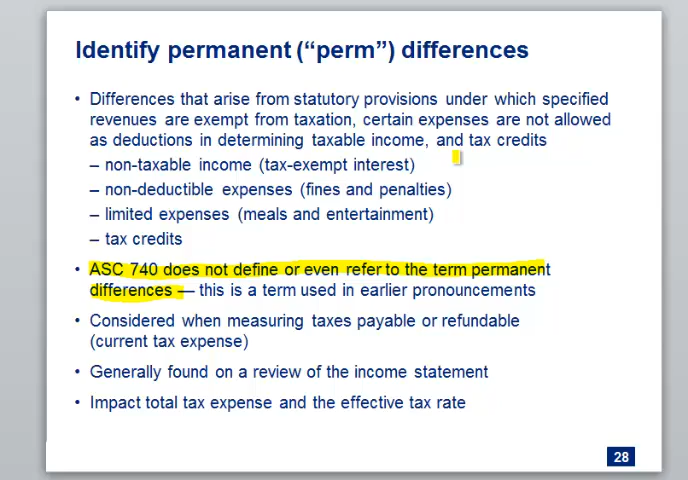 Identify permanent (“perm”) differences
• Differences that arise from statutory provisions under which specified
revenues are exempt from taxation, certain expenses are not allowed
as deductions in determining taxable income, and tax credits
– non-taxable income (tax-exempt interest)
– non-deductible expenses (fines and penalties)
– limited expenses (meals and entertainment)
– tax credits
• ASC 740 does not define or even refer to the term permanent
differences — this is a term used in earlier pronouncements
• Considered when measuring taxes payable or refundable
(current tax expense)
• Generally found on a review of the income statement
• Impact total tax expense and the effective tax rate
28